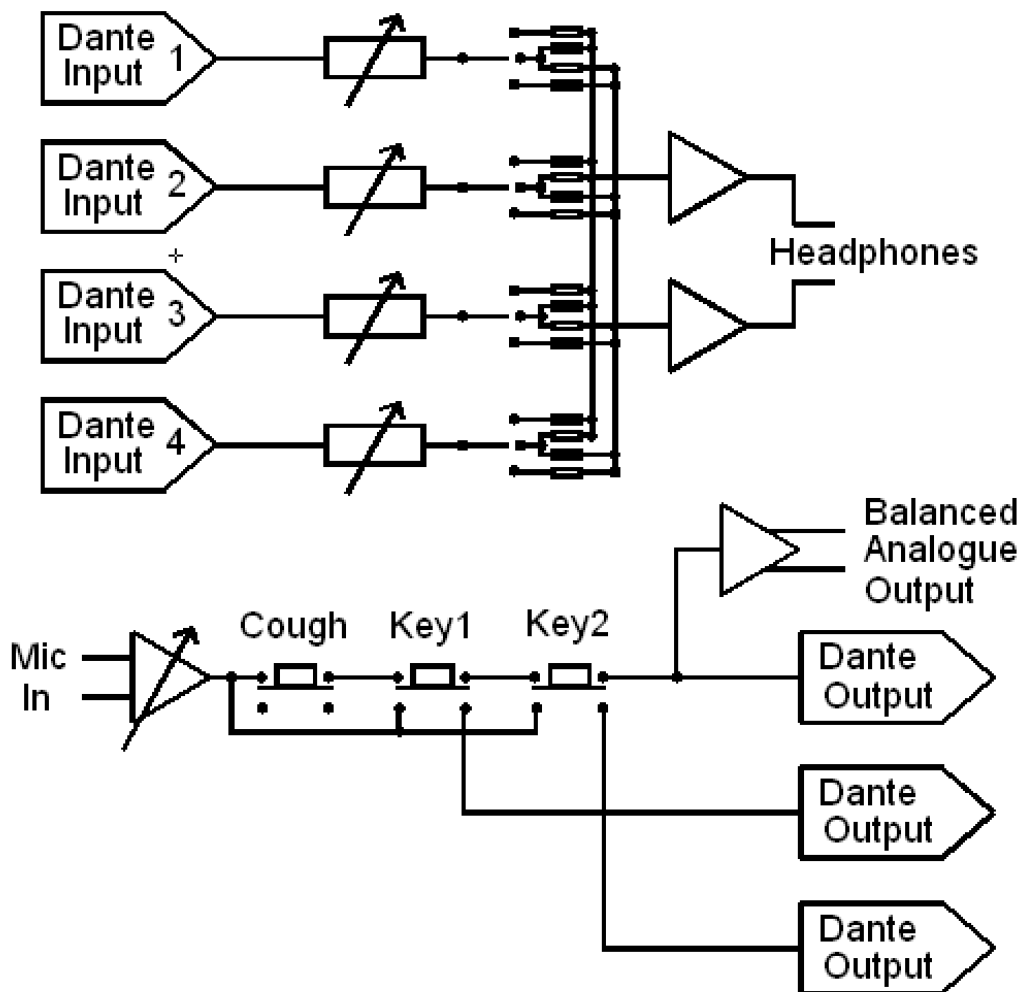 Dante
Input 1
Dante
Input 2
Dante
Input 3
Dante
Input 4
Headphones
Balanced
Analogue
Output
Mic
In
Cough
Key1
Key2
Dante
Output
Dante
Output
Dante
Output